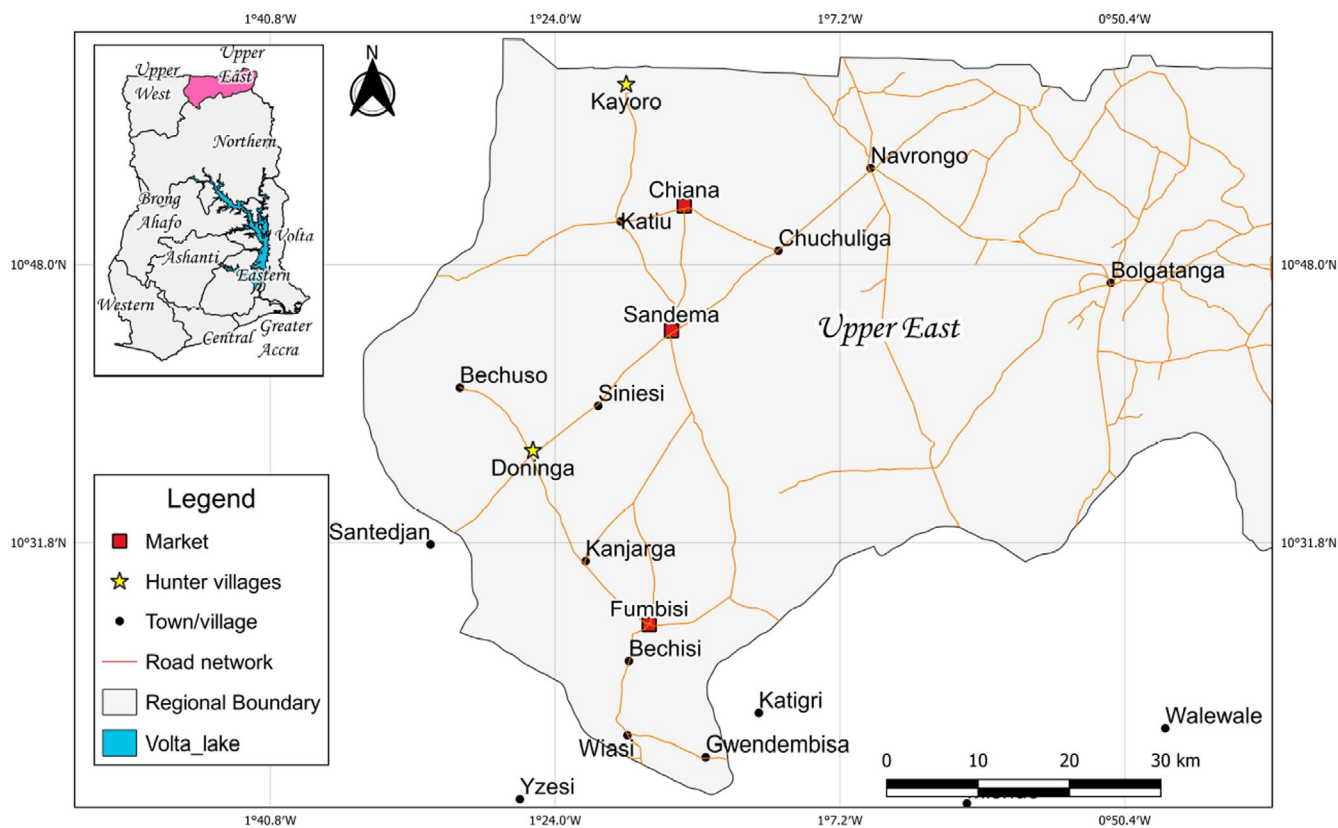 1°40.8'W
1°24.0'W
1°7.2'W
0°50.4'W
Upper
West
Upper
East
Northern
Brong
Ahafo
Volta
Ashanti
Eastern
Western
Central
Greater
Accra
N
Kayoro
Navrongo
Chiana
Katiu
Chuchuliga
10°48.0'N
10°48.0'N
Bolgatanga
Sandema
Upper East
Bechuso
Siniesi
Doninga
Santedjan
10°31.8'N
10°31.8'N
Kanjarga
Fumbisi
Bechisi
Katigri
Walewale
Wiasi
Gwendembisa
Yzesi
Legend
Market
Hunter villages
Town/village
Road network
Regional Boundary
Volta_lake
0 10 20 30 km
1°40.8'W
1°24.0'W
1°7.2'W
0°50.4'W